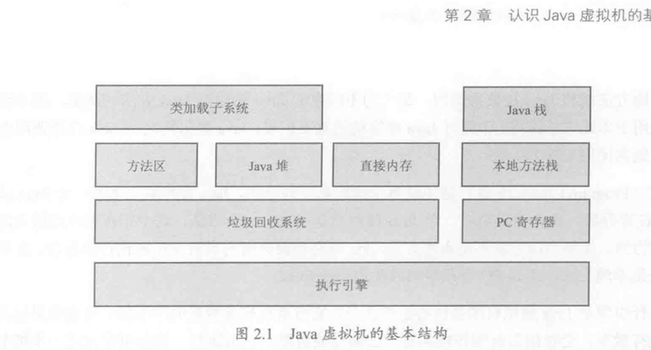 第 2 章 认识 Java 虚拟机的基
类加载子系统
Java 栈
方法区
Java 堆
直接内存
本地方法栈
垃圾回收系统
PC 寄存器
执行引擎
图 2.1 Java 虚拟机的基本结构